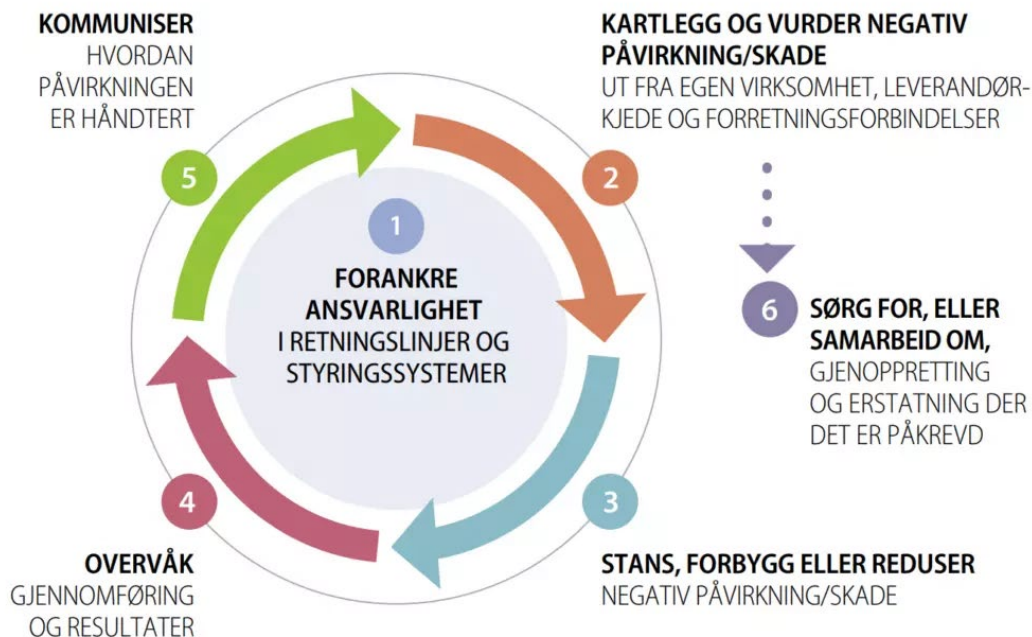 KOMMUNISER
HVORDAN
PÅVIRKNINGEN
ER HÅNDTERT
5
KARTLEGG OG VURDER NEGATIV
PÅVIRKNING/SKADE
UT FRA EGEN VIRKSOMHET, LEVERANDØR-
KJEDE OG FORRETNINGSFORBINDELSER
2
1
FORANKRE
ANSVARLIGHET
I RETNINGSLINJER OG
STYRINGSSYSTEMER
6
SØRG FOR, ELLER
SAMARBEID OM,
GJENOPPRETTING
OG ERSTATNING DER
DET ER PÅKREVD
4
OVERVÅK
GJENNOMFØRING
OG RESULTATER
3
STANS, FORBYGG ELLER REDUSER
NEGATIV PÅVIRKNING/SKADE